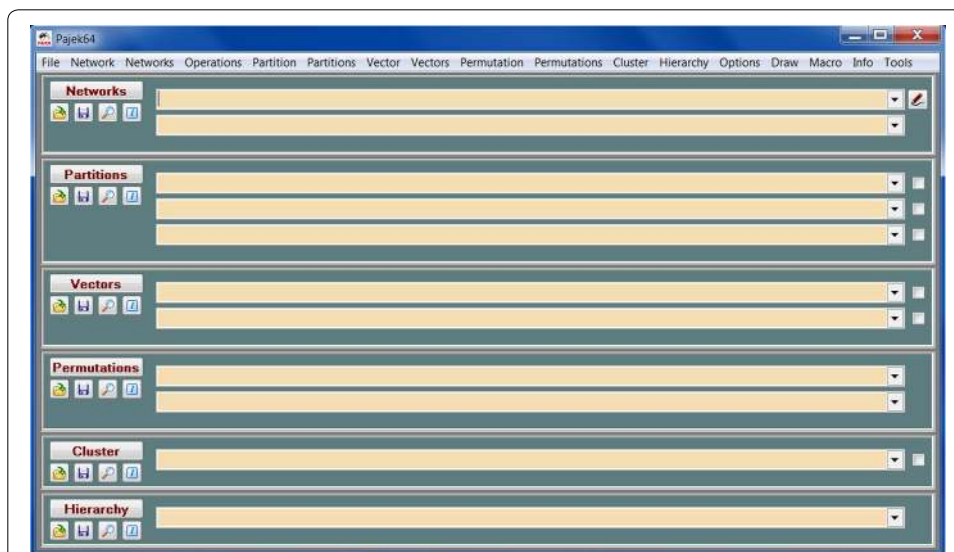 Pajek64
File Network Networks Operations Partition Partitions Vector Vectors Permutation Permutations Cluster Hierarchy Options Draw Macro Info Tools
Networks
Partitions
Vectors
Permutations
Cluster
Hierarchy